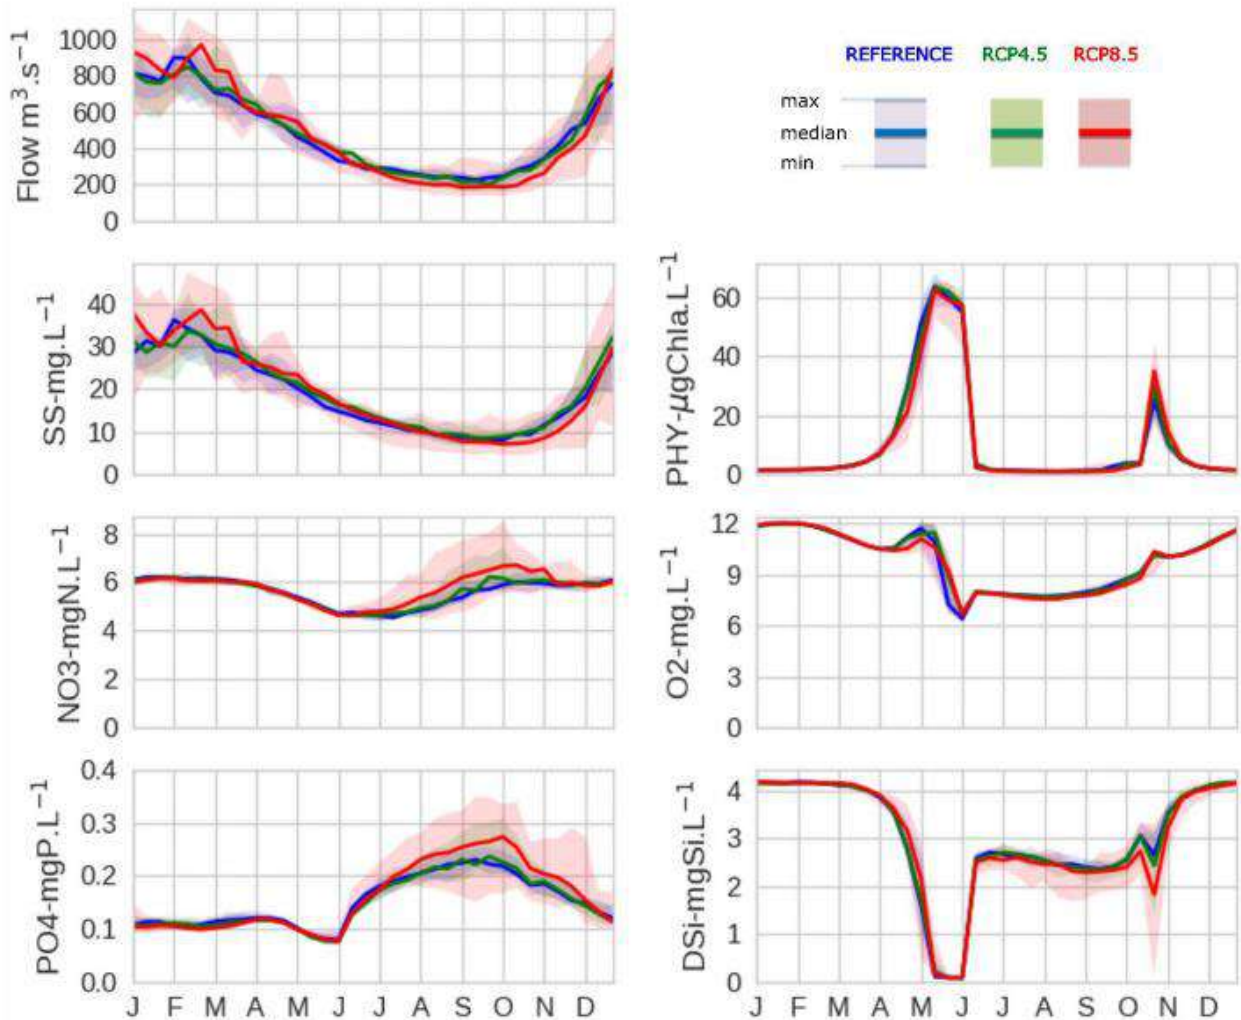 REFERENCE RCP4.5 RCP8.5
max
median
min
Flow m³.s⁻¹
1000
800
600
400
200
0
SS-mg.L⁻¹
40
30
20
10
0
PHY-µgChla.L⁻¹
60
40
20
0
NO3-mgN.L⁻¹
8
6
4
2
0
O2-mg.L⁻¹
12
9
6
3
0
PO4-mgP.L⁻¹
0.4
0.3
0.2
0.1
0.0
J F M A M J J A S O N D
DSi-mgSi.L⁻¹
4
3
2
1
0
J F M A M J J A S O N D